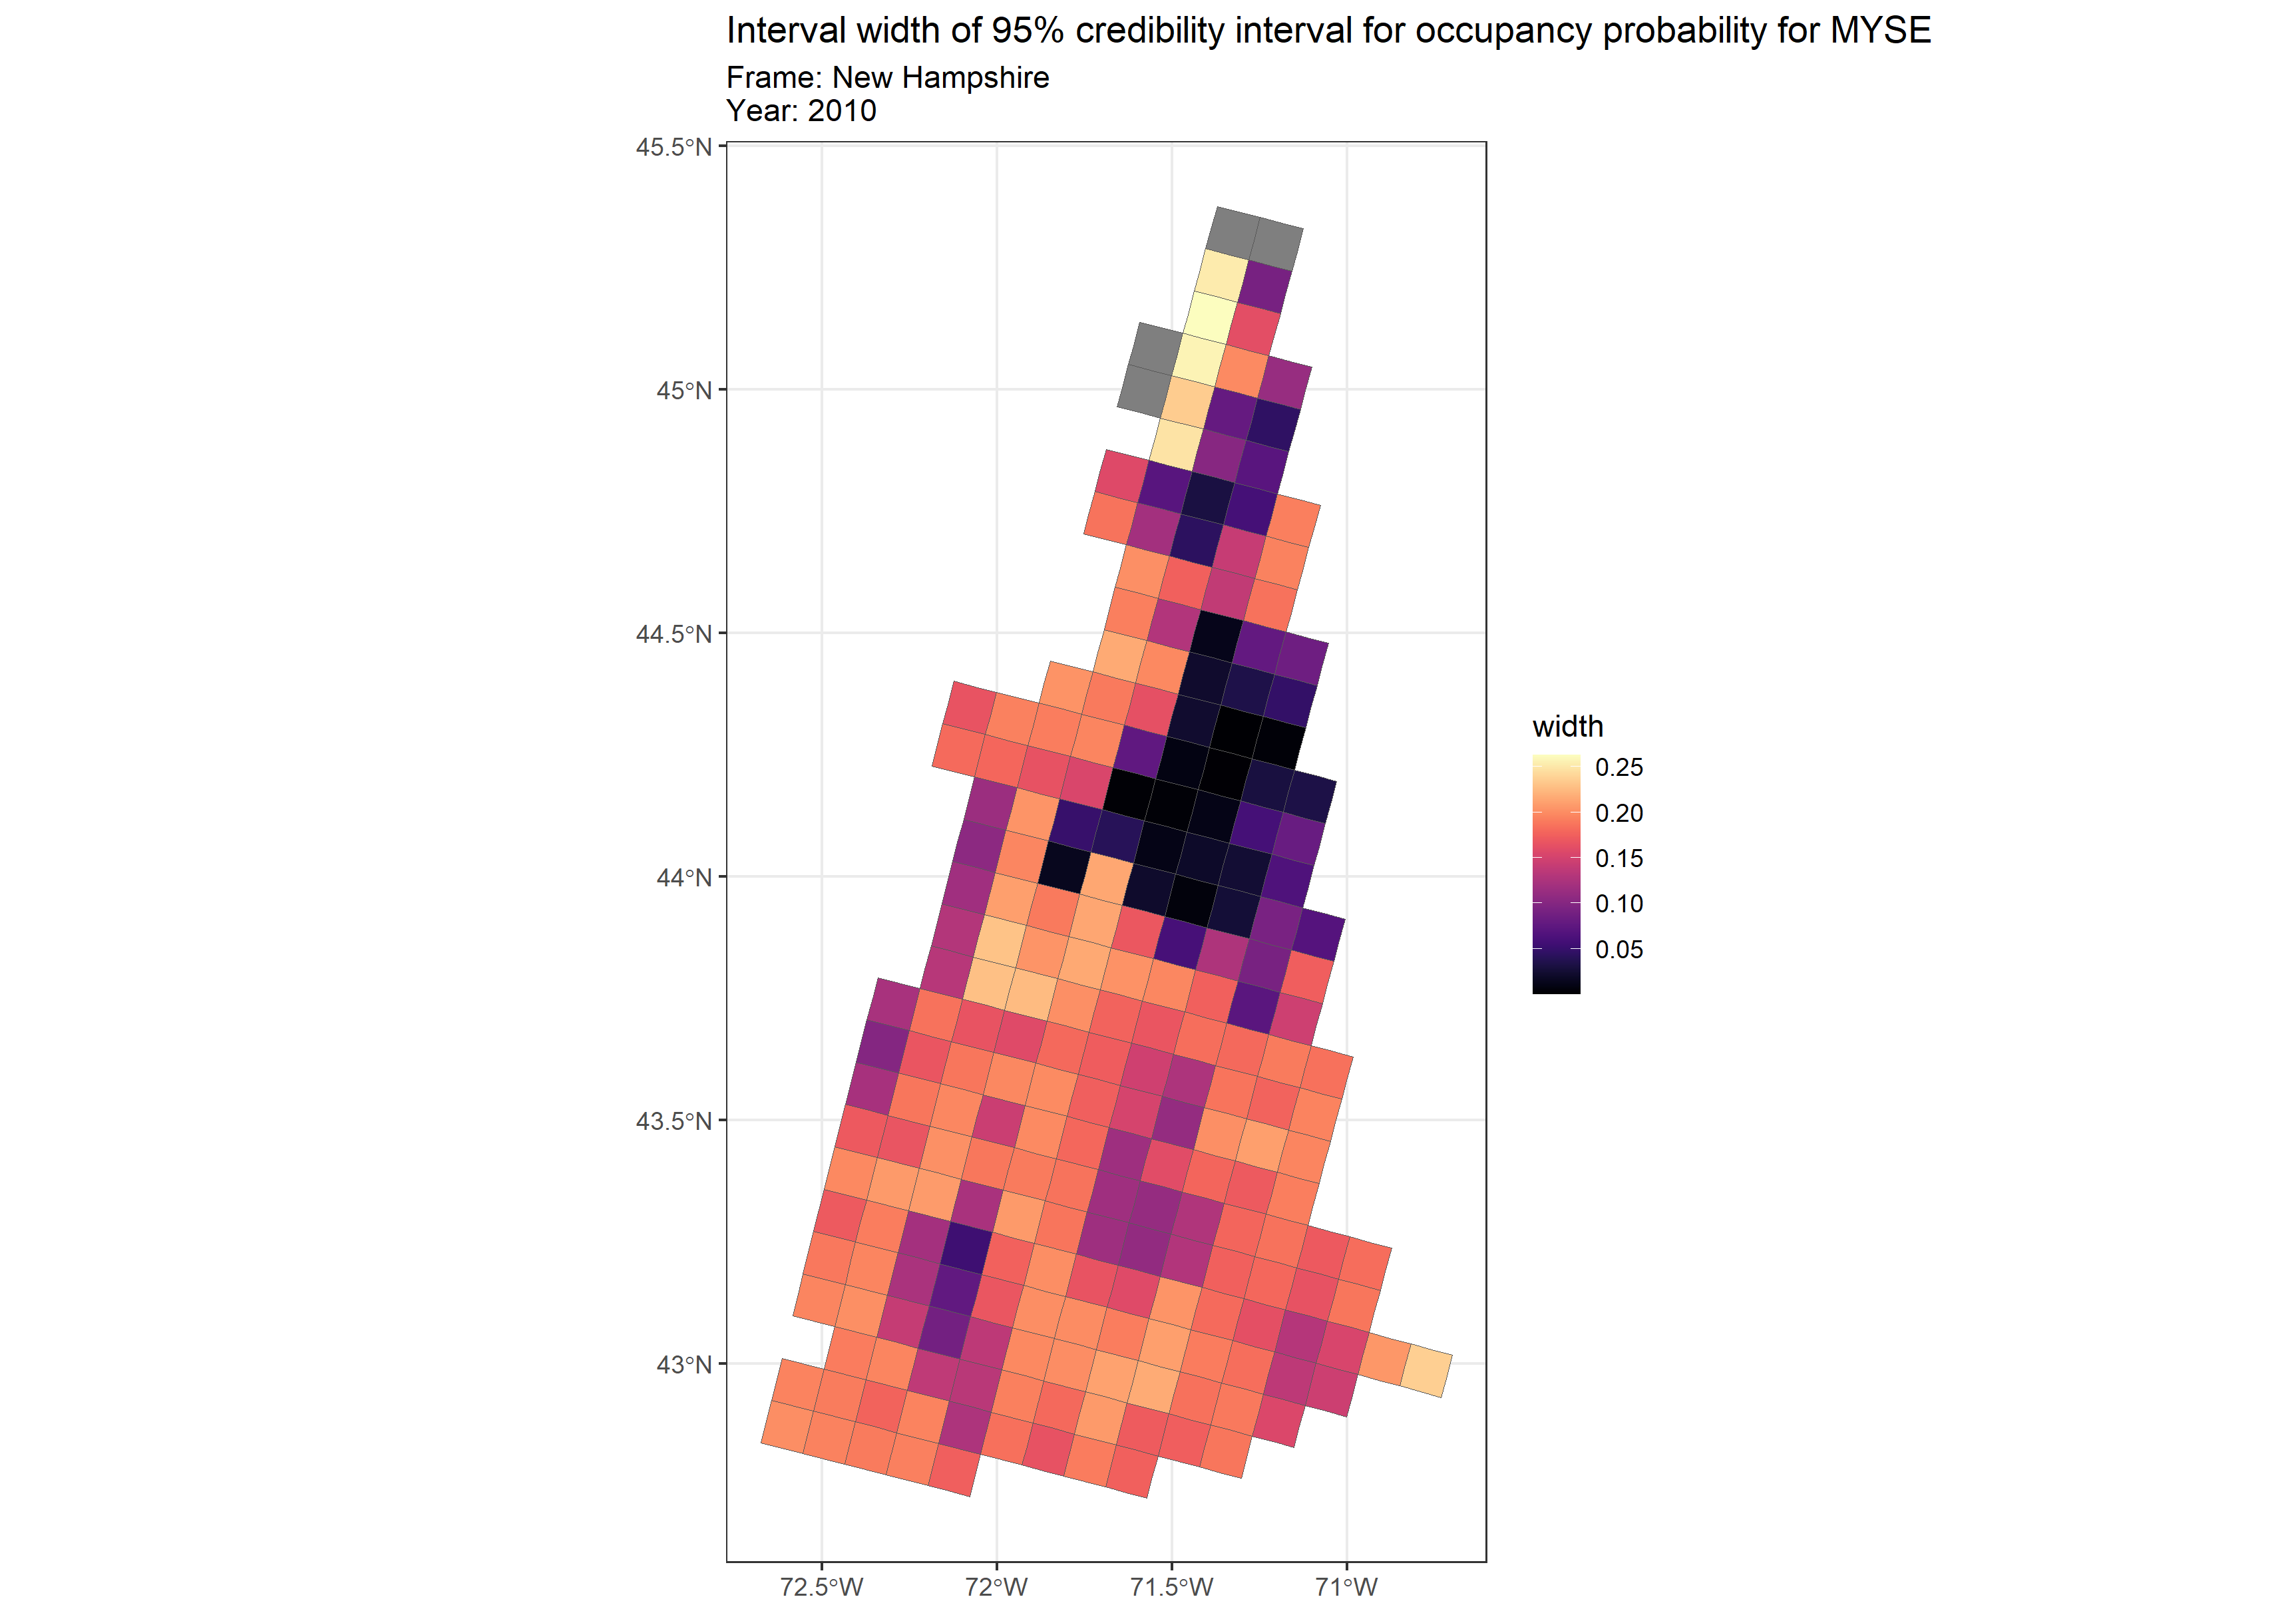 Interval width of 95% credibility interval for occupancy probability for MYSE
Frame: New Hampshire
Year: 2010
45.5°N
45°N
44.5°N
44°N
43.5°N
43°N
72.5°W
72°W
71.5°W
71°W
width
0.25
0.20
0.15
0.10
0.05